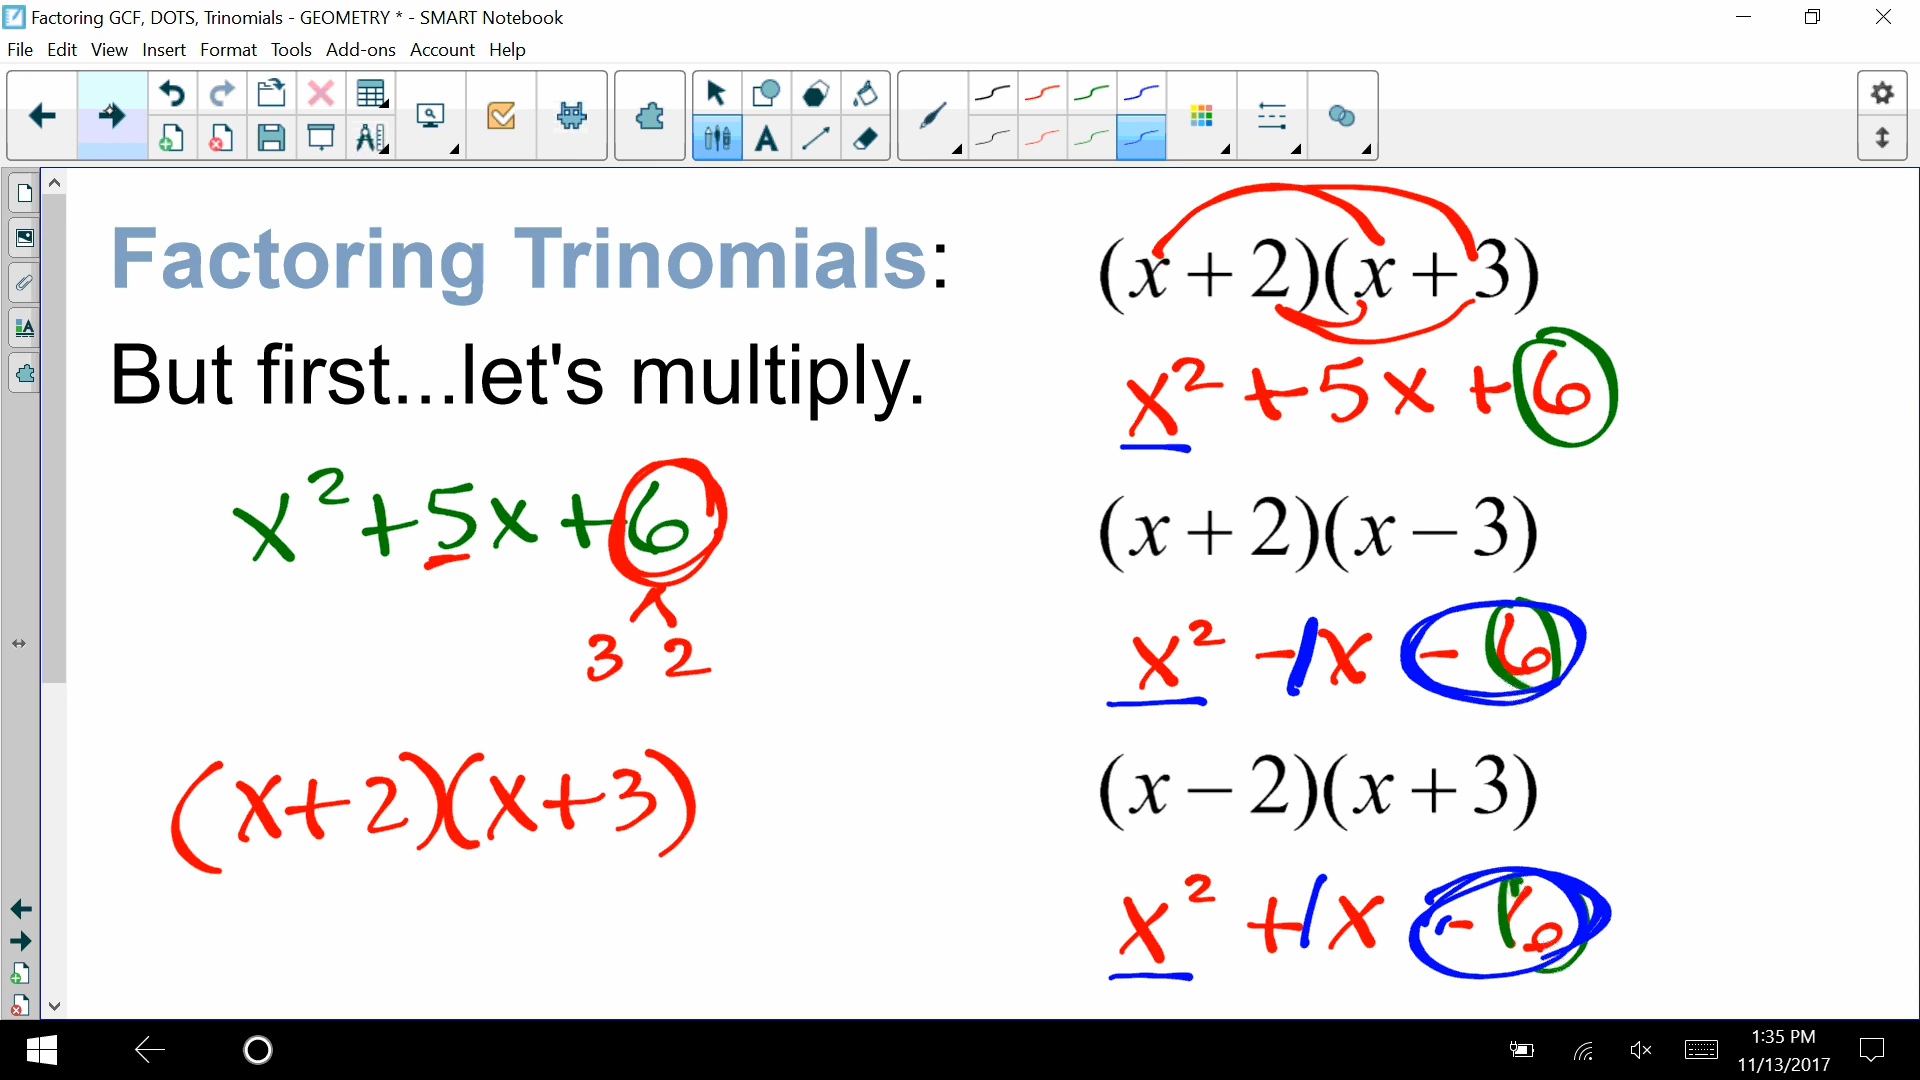 Factoring GCF, DOTS, Trinomials - GEOMETRY * - SMART Notebook
File Edit View Insert Format Tools Add-ons Account Help
Factoring Trinomials:
But first...let's multiply.
x² + 5x + 6
3 2
(x+2)(x+3)
(x + 2)(x + 3)
x² + 5x + 6
(x + 2)(x − 3)
x² - 1x - 6
(x − 2)(x + 3)
x² + 1x - 6
1:35 PM
11/13/2017